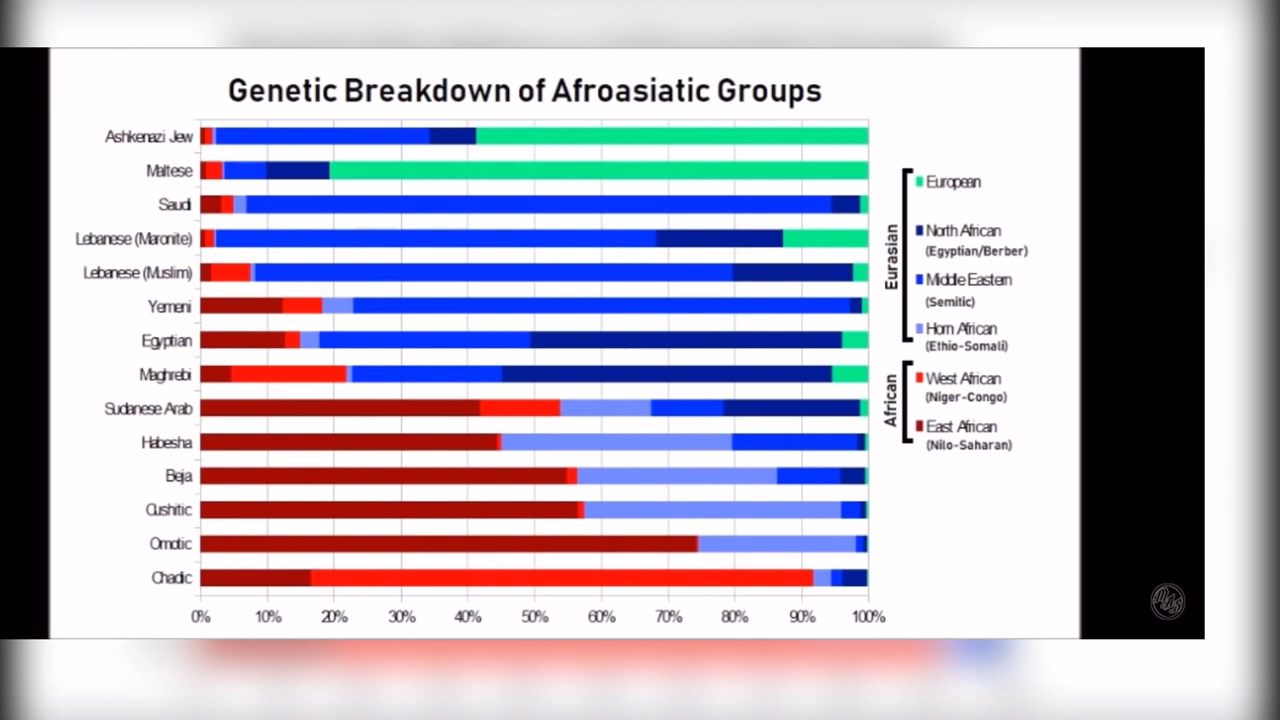 Genetic Breakdown of Afroasiatic Groups
Ashkenazi Jew
Maltese
Saudi
Lebanese (Maronite)
Lebanese (Muslim)
Yemeni
Egyptian
Maghrebi
Sudanese Arab
Habesha
Beja
Cushitic
Omotic
Chadic
0% 10% 20% 30% 40% 50% 60% 70% 80% 90% 100%
Eurasian
European
North African
(Egyptian/Berber)
Middle Eastern
(Semitic)
Horn African
(Ethio-Somali)
African
West African
(Niger-Congo)
East African
(Nilo-Saharan)